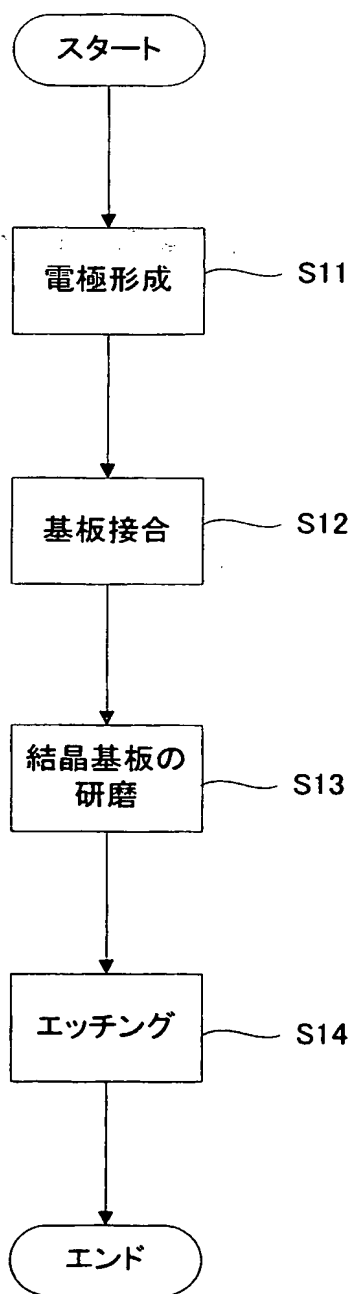 スタート
電極形成
S11
基板接合
S12
結晶基板の
研磨
S13
エッチング
S14
エンド